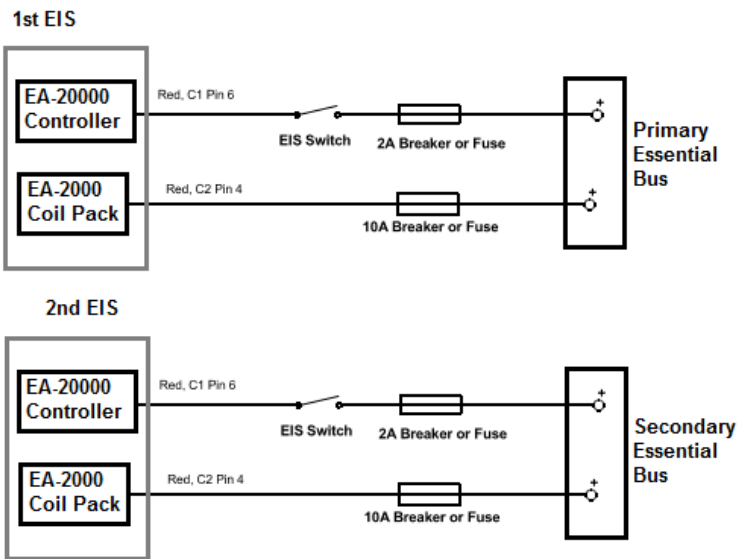 1st EIS
EA-20000
Controller
Red, C1 Pin 6
EIS Switch
2A Breaker or Fuse
+
Primary
Essential
Bus
EA-2000
Coil Pack
Red, C2 Pin 4
10A Breaker or Fuse
+
2nd EIS
EA-20000
Controller
Red, C1 Pin 6
EIS Switch
2A Breaker or Fuse
+
Secondary
Essential
Bus
EA-2000
Coil Pack
Red, C2 Pin 4
10A Breaker or Fuse
+